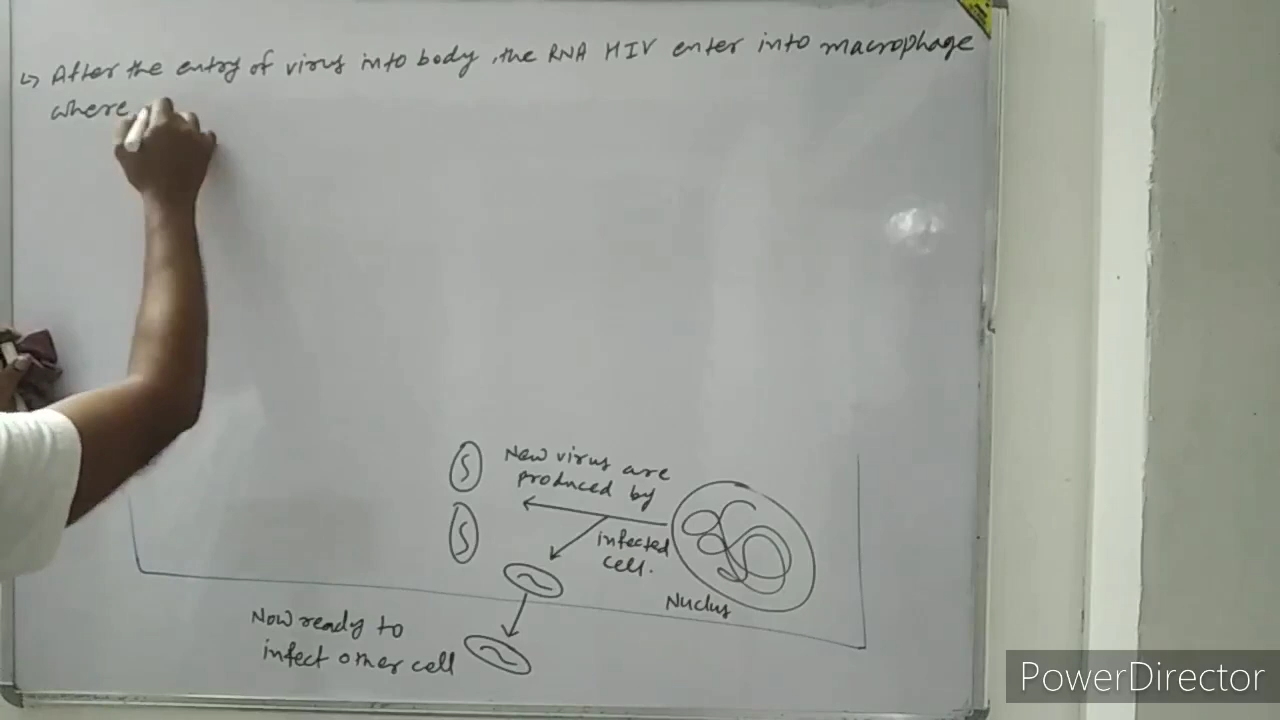 ↳ After the entry of virus into body, the RNA HIV enter into macrophage
where
New virus are
produced by
infected
cell.
Nuclus
Now ready to
infect other cell
PowerDirector